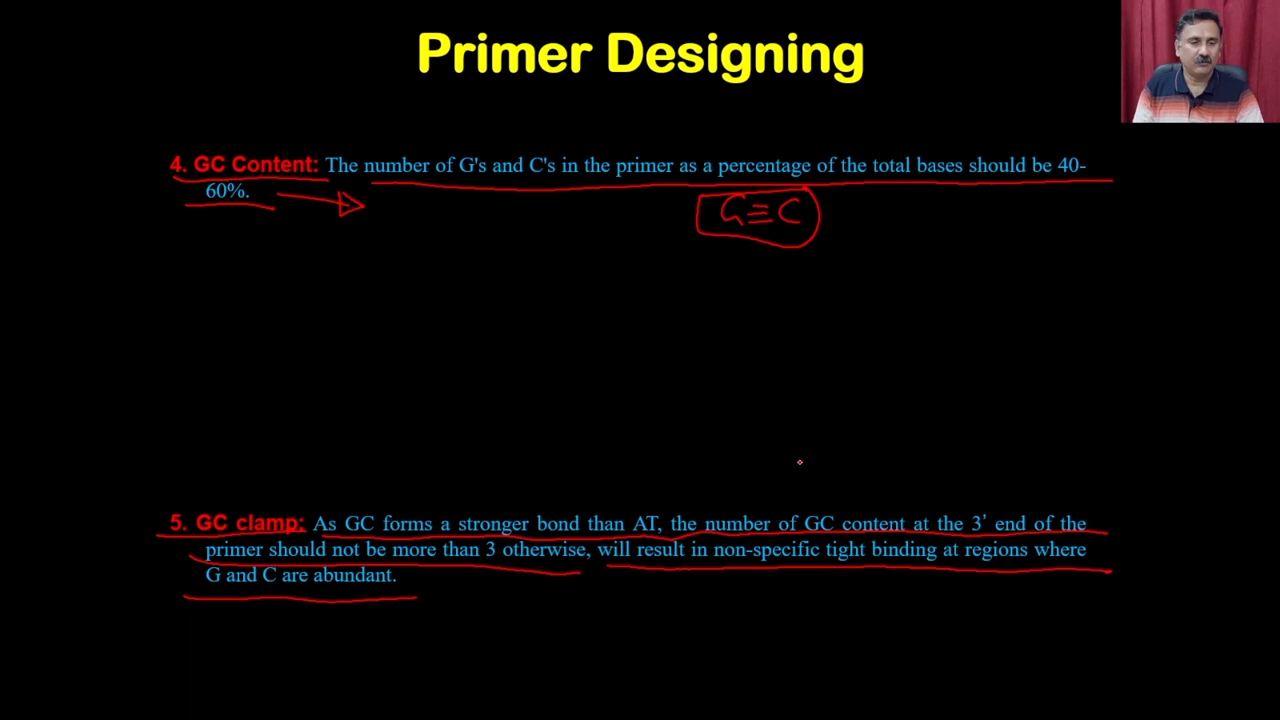 Primer Designing
4. GC Content: The number of G's and C's in the primer as a percentage of the total bases should be 40-
60%.
G≡C
5. GC clamp: As GC forms a stronger bond than AT, the number of GC content at the 3’ end of the
primer should not be more than 3 otherwise, will result in non-specific tight binding at regions where
G and C are abundant.